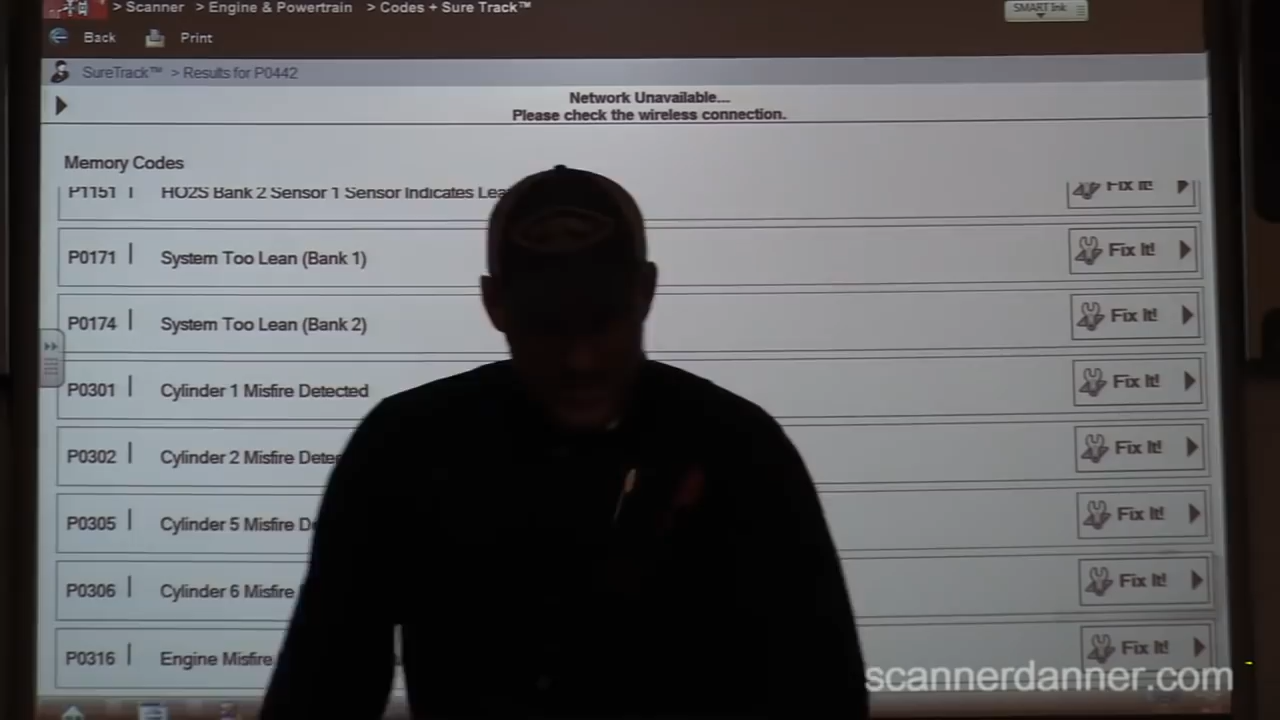 > Scanner > Engine & Powertrain > Codes + Sure Track™
SMART Ink
Back Print
SureTrack™ > Results for P0442
Network Unavailable...
Please check the wireless connection.
Memory Codes
P1151 HO2S Bank 2 Sensor 1 Sensor Indicates Lea Fix It!
P0171 System Too Lean (Bank 1) Fix It!
P0174 System Too Lean (Bank 2) Fix It!
P0301 Cylinder 1 Misfire Detected Fix It!
P0302 Cylinder 2 Misfire Dete Fix It!
P0305 Cylinder 5 Misfire D Fix It!
P0306 Cylinder 6 Misfire Fix It!
P0316 Engine Misfire Fix It!
scannerdanner.com